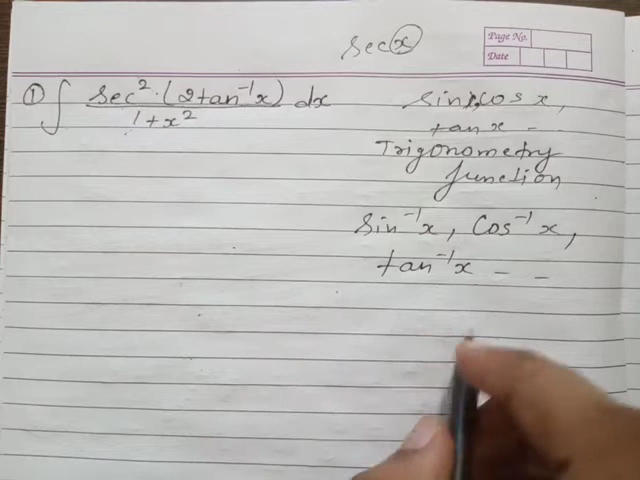 sec x
Page No.
Date
① ∫ sec² · (2tan⁻¹x) dx
1 + x²
sin x, cos x,
tan x - -
Trigonometry
function
sin⁻¹x, cos⁻¹x,
tan⁻¹x - -